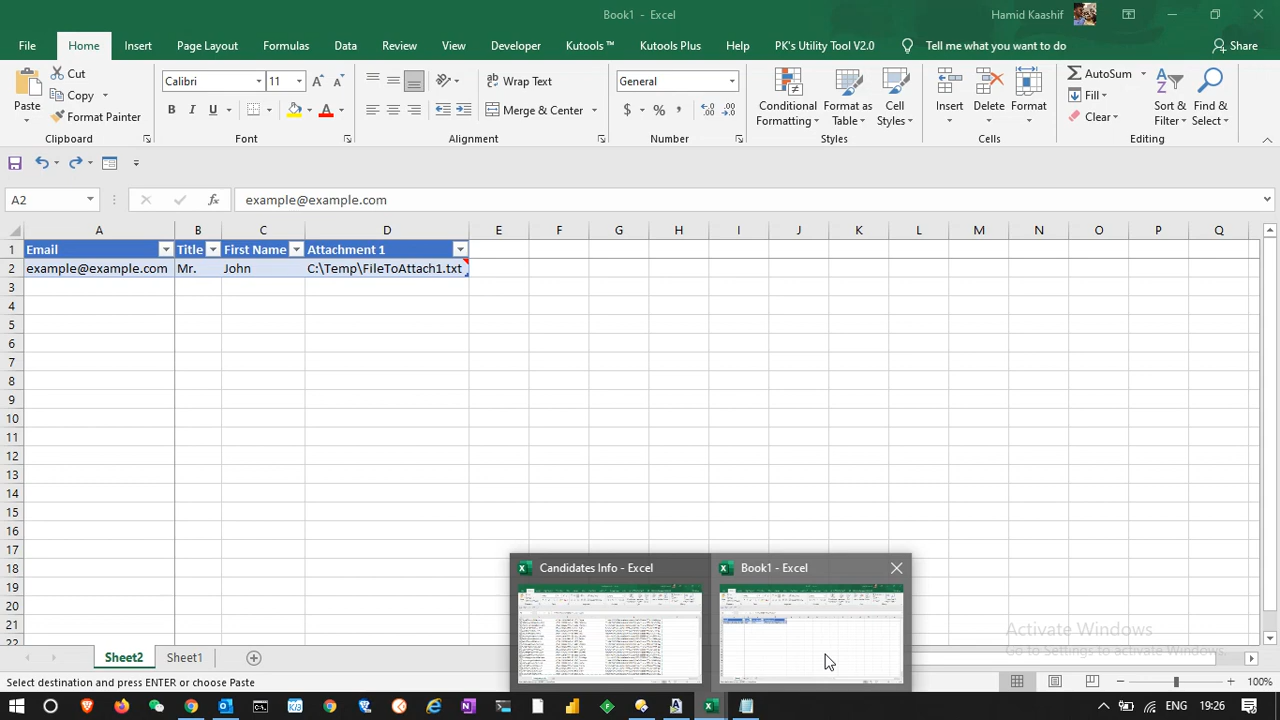 Book1 - Excel
Hamid Kaashif
File Home Insert Page Layout Formulas Data Review View Developer Kutools ™ Kutools Plus Help PK's Utility Tool V2.0 Tell me what you want to do Share
Paste
Cut
Copy
Format Painter
Clipboard
Calibri 11
B I U
Font
Wrap Text
Merge & Center
Alignment
General
$ % ,
Number
Conditional Formatting
Format as Table
Cell Styles
Styles
Insert
Delete
Format
Cells
AutoSum
Fill
Clear
Sort & Filter
Find & Select
Editing
A2 fx example@example.com
A B C D E F G H I J K L M N O P Q
1 Email Title First Name Attachment 1
2 example@example.com Mr. John C:\Temp\FileToAttach1.txt
3
4
5
6
7
8
9
10
11
12
13
14
15
16
17
18
19
20
21
22
Candidates Info - Excel
Book1 - Excel
Activate Windows
Sheet2 Sheet1
Select destination and press ENTER or choose Paste
100%
ENG 19:26